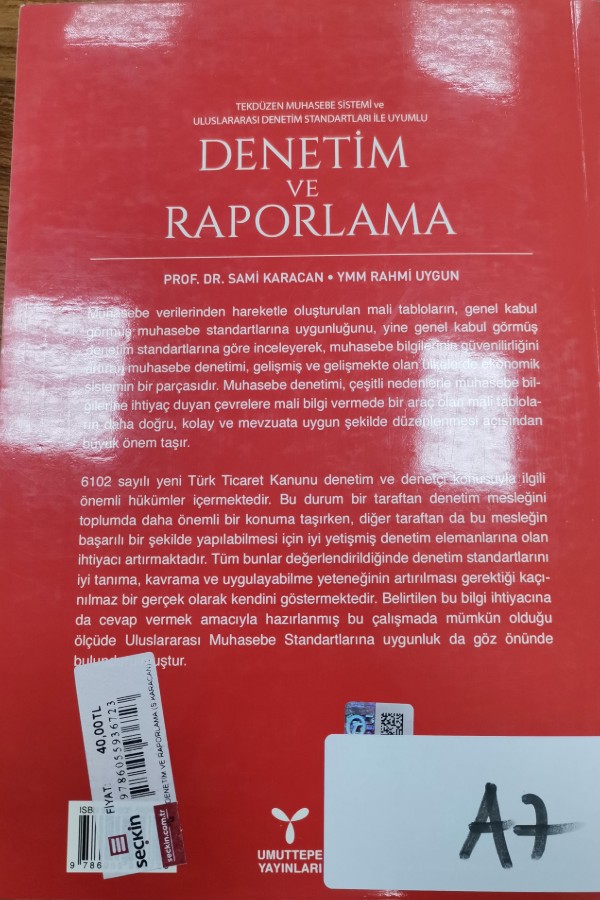 TEKDÜZEN MUHASEBE SİSTEMİ ve
ULUSLARARASI DENETİM STANDARTLARI İLE UYUMLU
DENETİM
VE
RAPORLAMA
PROF. DR. SAMİ KARACAN • YMM RAHMİ UYGUN
Muhasebe verilerinden hareketle oluşturulan mali tabloların, genel kabul
görmüş muhasebe standartlarına uygunluğunu, yine genel kabul görmüş
denetim standartlarına göre inceleyerek, muhasebe bilgilerinin güvenilirliğini
artıran muhasebe denetimi, gelişmiş ve gelişmekte olan ülkelerde ekonomik
sistemin bir parçasıdır. Muhasebe denetimi, çeşitli nedenlerle muhasebe bil-
gilerine ihtiyaç duyan çevrelere mali bilgi vermede bir araç olan mali tablola-
rın daha doğru, kolay ve mevzuata uygun şekilde düzenlenmesi açısından
büyük önem taşır.
6102 sayılı yeni Türk Ticaret Kanunu denetim ve denetçi konusuyla ilgili
önemli hükümler içermektedir. Bu durum bir taraftan denetim mesleğini
toplumda daha önemli bir konuma taşırken, diğer taraftan da bu mesleğin
başarılı bir şekilde yapılabilmesi için iyi yetişmiş denetim elemanlarına olan
ihtiyacı artırmaktadır. Tüm bunlar değerlendirildiğinde denetim standartlarını
iyi tanıma, kavrama ve uygulayabilme yeteneğinin artırılması gerektiği kaçı-
nılmaz bir gerçek olarak kendini göstermektedir. Belirtilen bu bilgi ihtiyacına
da cevap vermek amacıyla hazırlanmış bu çalışmada mümkün olduğu
ölçüde Uluslararası Muhasebe Standartlarına uygunluk da göz önünde
FİYAT:
40,00TL
9786055936723
DENETİM VE RAPORLAMA (S.KARACAN)
ISB
9 786
seçkin
seckin.com.tr
UMUTTEPE
YAYINLARI
A7